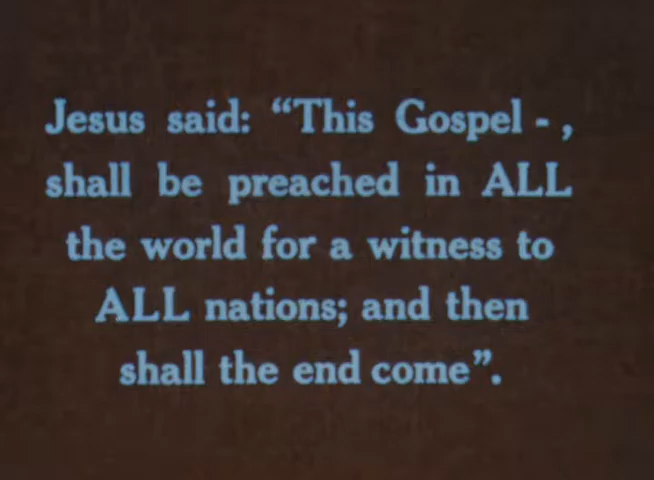 Jesus said: “This Gospel - ,
shall be preached in ALL
the world for a witness to
ALL nations; and then
shall the end come”.